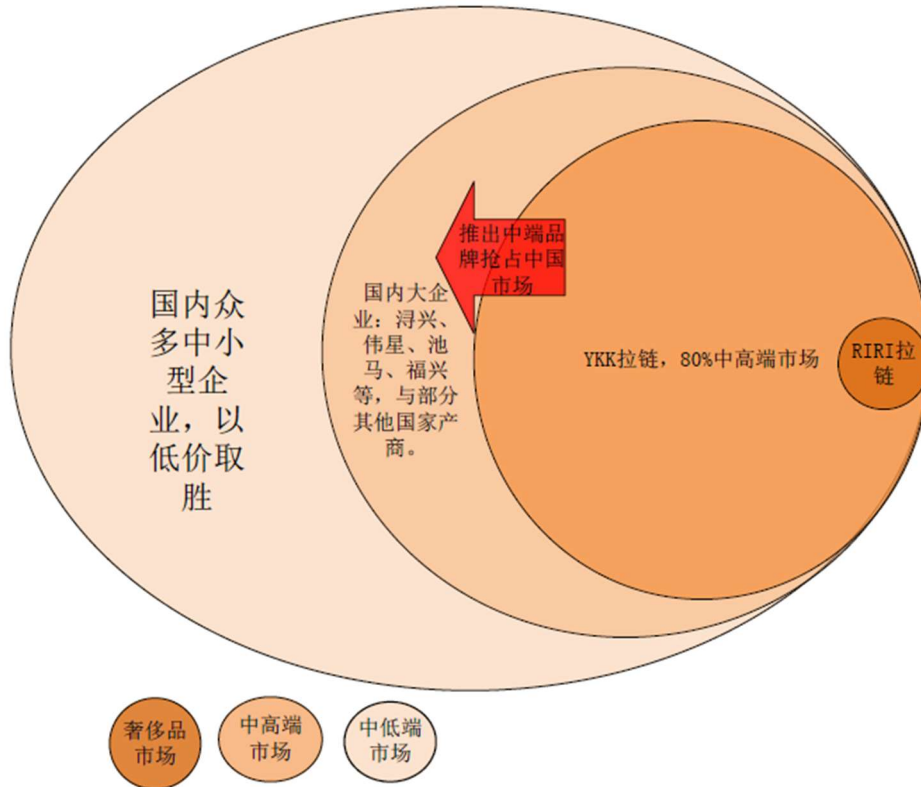 推出中端品
牌抢占中国
市场
国内众
多中小
型企
业，以
低价取
胜
国内大企
业：浔兴、
伟星、池
马、福兴
等，与部分
其他国家产
商。
YKK拉链，80%中高端市场
RIRI拉
链
奢侈品
市场
中高端
市场
中低端
市场